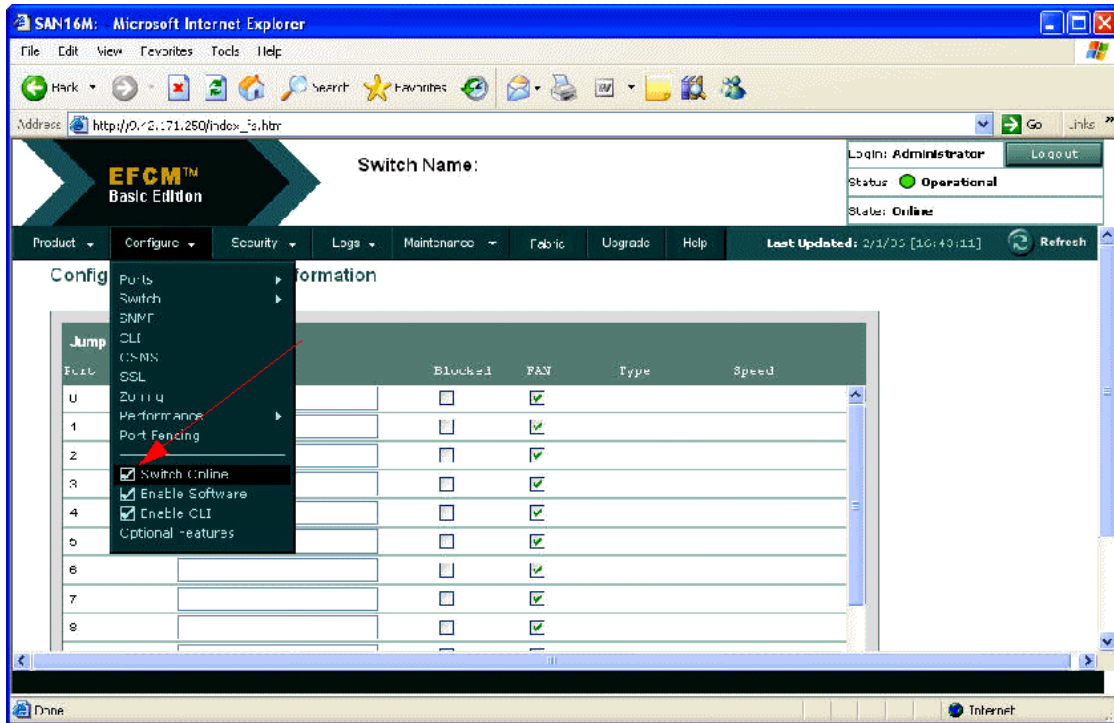 SAN16M: - Microsoft Internet Explorer
File Edit View Favorites Tools Help
Back Search Favorites
Address http://9.42.171.250/index_fs.htm Go Links »
EFCM™
Basic Edition
Switch Name:
Login: Administrator Logout
Status: Operational
State: Online
Product Configure Security Logs Maintenance Fabric Upgrade Help Last Updated: [16:40:11] Refresh
Config formation
Ports
Switch
SNMP
CLI
OSMS
SSL
Zoning
Performance
Port Fencing
Switch Online
Enable Software
Enable CLI
Optional Features
Jump
Port Blocked FAN Type Speed
0
1
2
3
4
5
6
7
8
Done Internet